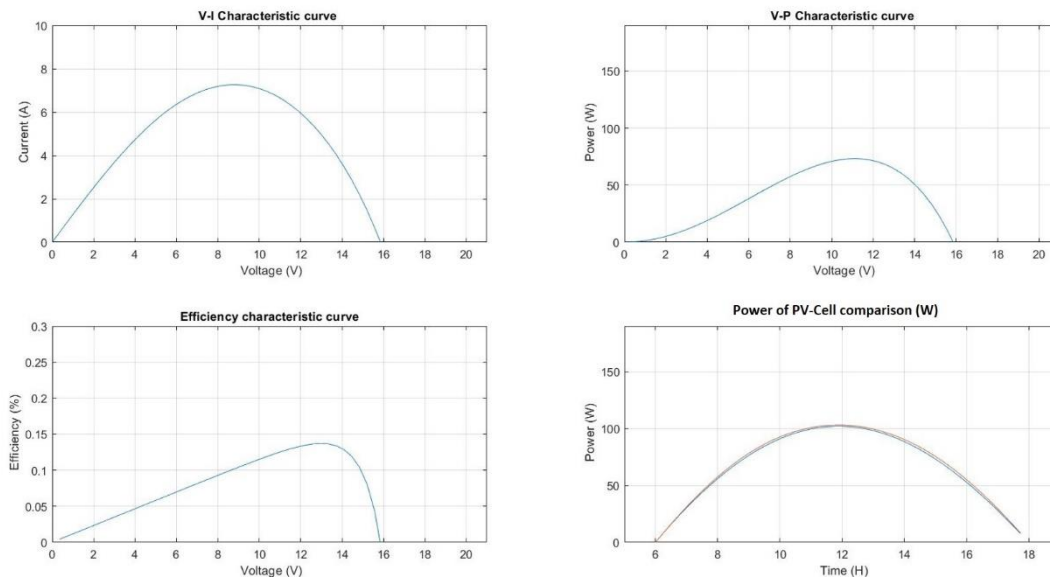 V-I Characteristic curve
10
8
6
4
2
0
Current (A)
0 2 4 6 8 10 12 14 16 18 20
Voltage (V)
V-P Characteristic curve
150
100
50
0
Power (W)
0 2 4 6 8 10 12 14 16 18 20
Voltage (V)
Efficiency characteristic curve
0.3
0.25
0.2
0.15
0.1
0.05
0
Efficiency (%)
0 2 4 6 8 10 12 14 16 18 20
Voltage (V)
Power of PV-Cell comparison (W)
150
100
50
0
Power (W)
6 8 10 12 14 16 18
Time (H)